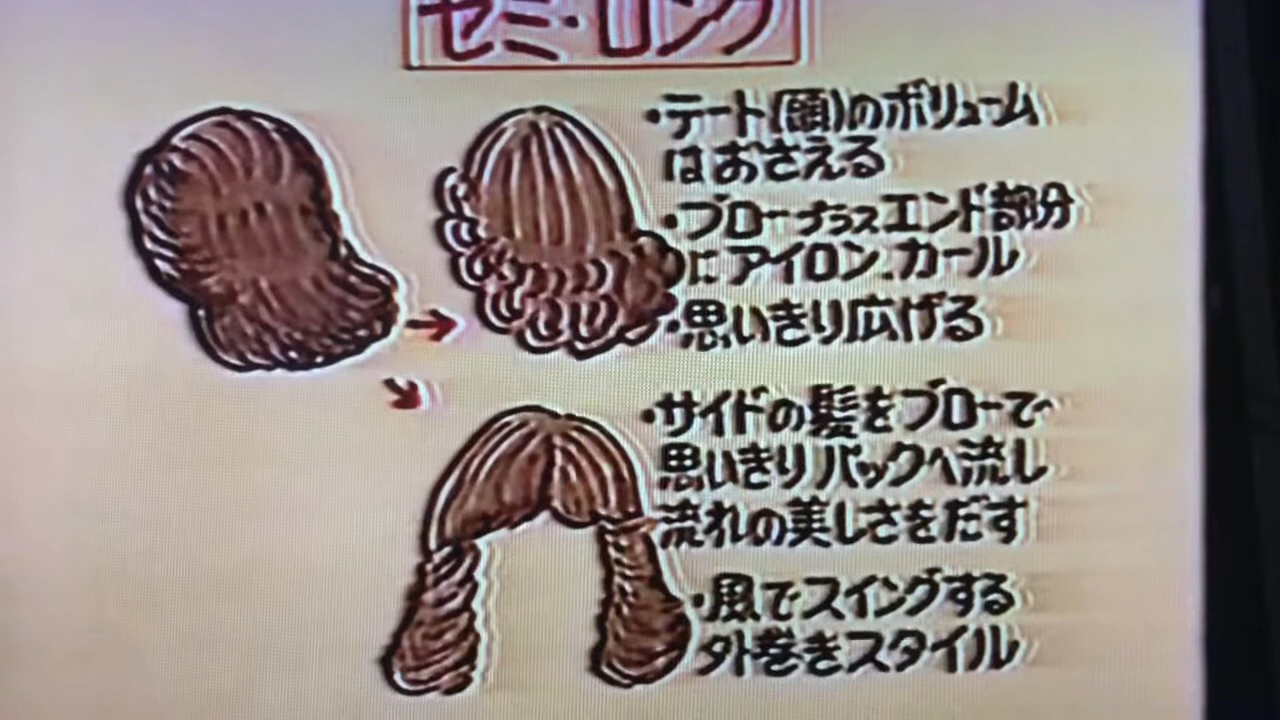 セミ・ロング
・テート(頭)のボリューム
はおさえる
・ブロープラスエンド部分
にアイロン、カール
・思いきり広げる
・サイドの髪をブローで
思いきりバックへ流し
流れの美しさをだす
・風でスイングする
外巻きスタイル